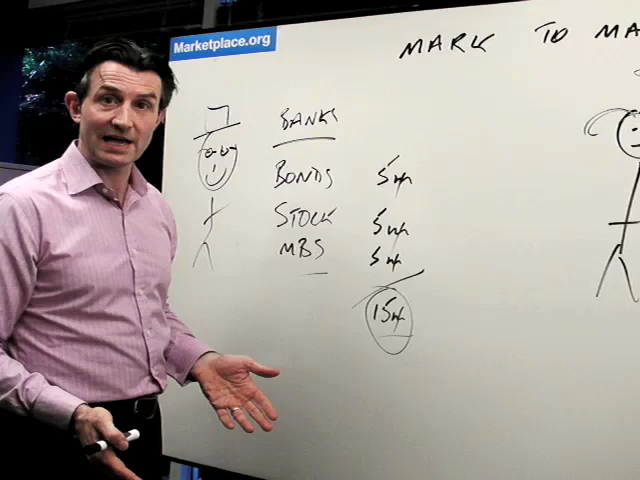 Marketplace.org
MARK TO MA
BANKS
BONDS 5m
STOCK 5m
MBS 5m
15m